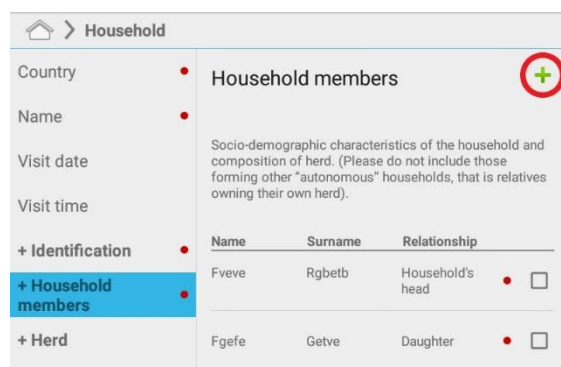 Household
Country
Name
Visit date
Visit time
+ Identification
+ Household
members
+ Herd
Household members
Socio-demographic characteristics of the household and
composition of herd. (Please do not include those
forming other "autonomous" households, that is relatives
owning their own herd).
Name Surname Relationship
Fveve Rgbetb Household's
head
Fgefe Getve Daughter